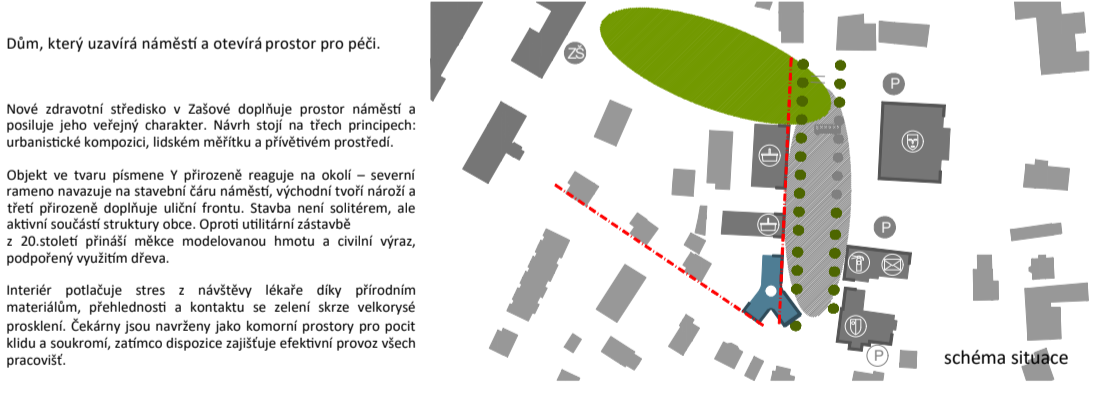 Dům, který uzavírá náměstí a otevírá prostor pro péči.
Nové zdravotní středisko v Zašové doplňuje prostor náměstí a
posiluje jeho veřejný charakter. Návrh stojí na třech principech:
urbanistické kompozici, lidském měřítku a přívětivém prostředí.
Objekt ve tvaru písmene Y přirozeně reaguje na okolí – severní
rameno navazuje na stavební čáru náměstí, východní tvoří nároží a
třetí přirozeně doplňuje uliční frontu. Stavba není solitérem, ale
aktivní součástí struktury obce. Oproti utilitární zástavbě
z 20.století přináší měkce modelovanou hmotu a civilní výraz,
podpořený využitím dřeva.
Interiér potlačuje stres z návštěvy lékaře díky přírodním
materiálům, přehlednosti a kontaktu se zelení skrze velkorysé
prosklení. Čekárny jsou navrženy jako komorní prostory pro pocit
klidu a soukromí, zatímco dispozice zajišťuje efektivní provoz všech
pracovišť.
ZŠ
P
P
P
schéma situace